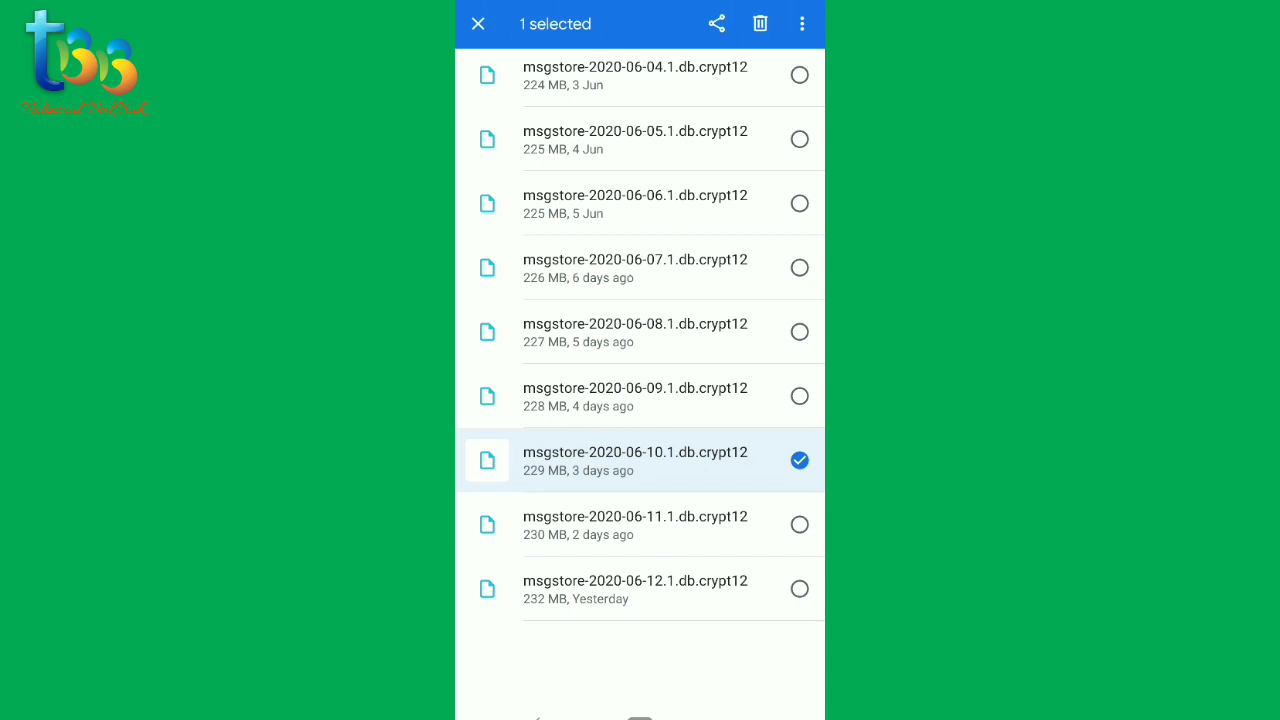 tBB
1 selected
msgstore-2020-06-04.1.db.crypt12
224 MB, 3 Jun
msgstore-2020-06-05.1.db.crypt12
225 MB, 4 Jun
msgstore-2020-06-06.1.db.crypt12
225 MB, 5 Jun
msgstore-2020-06-07.1.db.crypt12
226 MB, 6 days ago
msgstore-2020-06-08.1.db.crypt12
227 MB, 5 days ago
msgstore-2020-06-09.1.db.crypt12
228 MB, 4 days ago
msgstore-2020-06-10.1.db.crypt12
229 MB, 3 days ago
msgstore-2020-06-11.1.db.crypt12
230 MB, 2 days ago
msgstore-2020-06-12.1.db.crypt12
232 MB, Yesterday